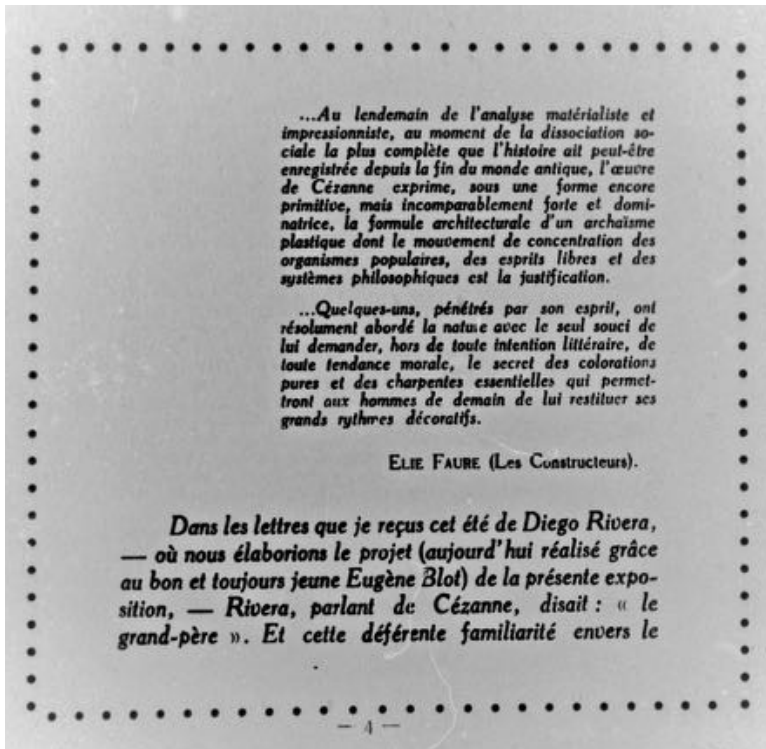 ...Au lendemain de l'analyse matérialiste et
impressionniste, au moment de la dissociation so-
ciale la plus complète que l'histoire ait peut-être
enregistrée depuis la fin du monde antique, l'œuvre
de Cézanne exprime, sous une forme encore
primitive, mais incomparablement forte et domi-
natrice, la formule architecturale d'un archaïsme
plastique dont le mouvement de concentration des
organismes populaires, des esprits libres et des
systèmes philosophiques est la justification.
...Quelques-uns, pénétrés par son esprit, ont
résolument abordé la nature avec le seul souci de
lui demander, hors de toute intention littéraire, de
toute tendance morale, le secret des colorations
pures et des charpentes essentielles qui permet-
tront aux hommes de demain de lui restituer ses
grands rythmes décoratifs.
ELIE FAURE (Les Constructeurs).
Dans les lettres que je reçus cet été de Diego Rivera,
— où nous élaborions le projet (aujourd'hui réalisé grâce
au bon et toujours jeune Eugène Blot) de la présente expo-
sition, — Rivera, parlant de Cézanne, disait : « le
grand-père ». Et cette déférente familiarité envers le
— 4 —